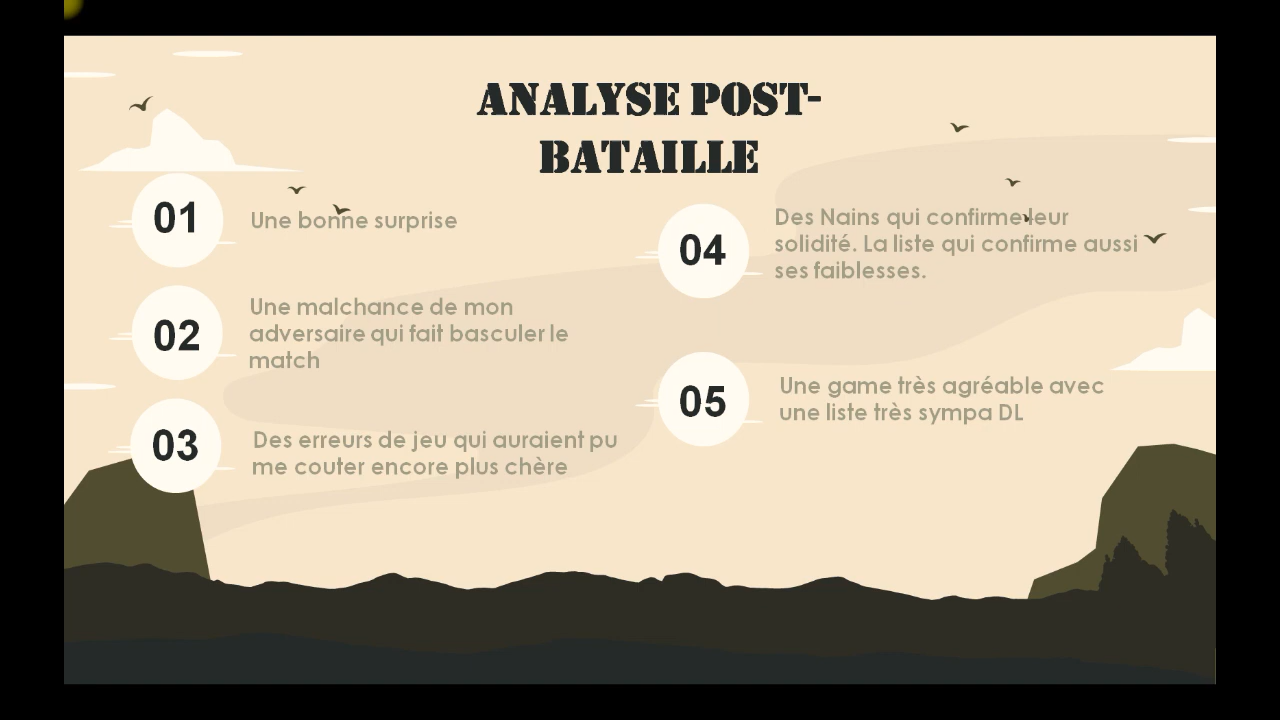 ANALYSE POST-
BATAILLE
01
Une bonne surprise
02
Une malchance de mon
adversaire qui fait basculer le
match
03
Des erreurs de jeu qui auraient pu
me couter encore plus chère
04
Des Nains qui confirme leur
solidité. La liste qui confirme aussi
ses faiblesses.
05
Une game très agréable avec
une liste très sympa DL